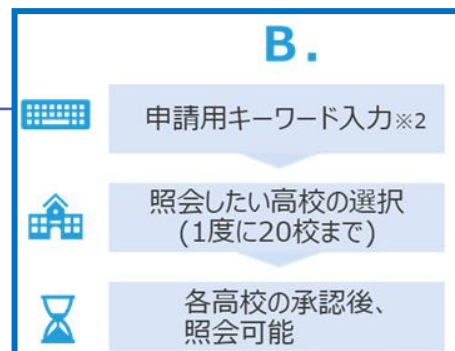 B.
申請用キーワード入力※2
照会したい高校の選択
(1度に20校まで)
各高校の承認後、
照会可能